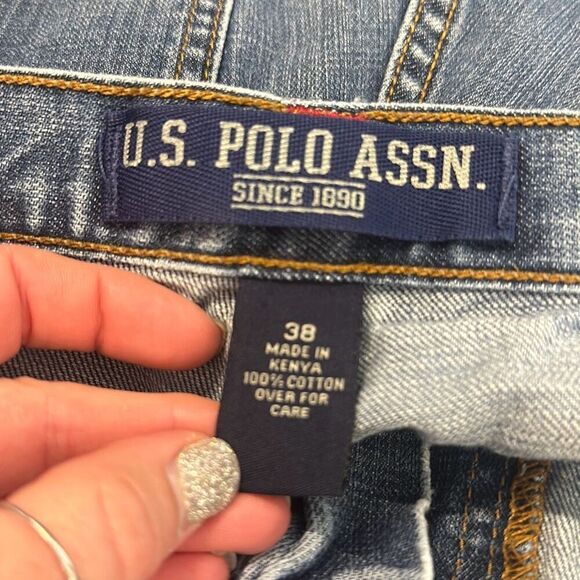 U.S. POLO ASSN.
SINCE 1890
38
MADE IN
KENYA
100% COTTON
OVER FOR
CARE